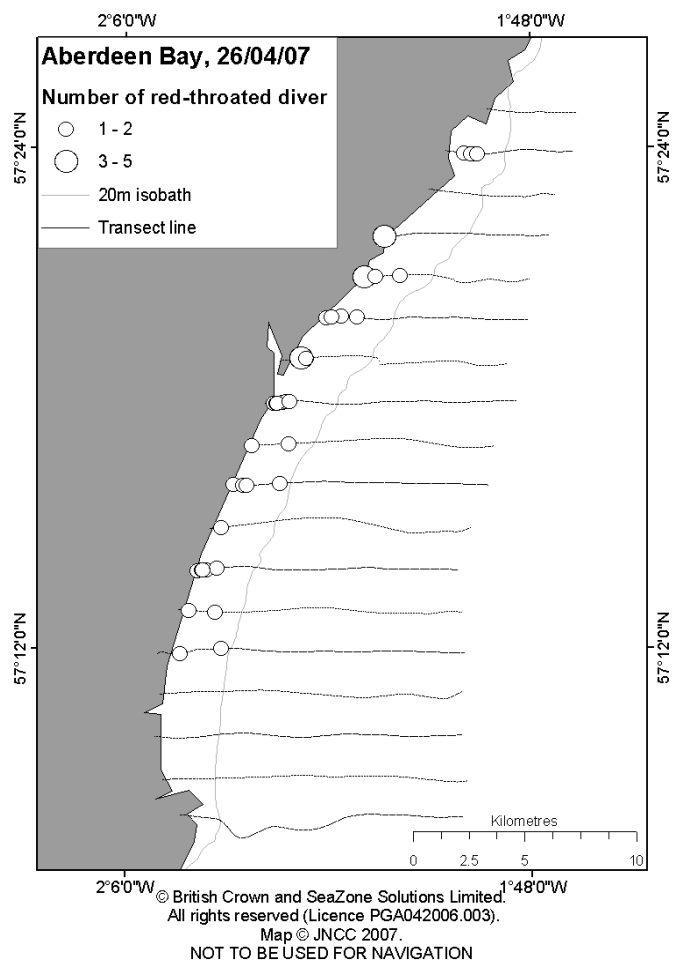 2°6'0"W 1°48'0"W
Aberdeen Bay, 26/04/07
Number of red-throated diver
1 - 2
3 - 5
20m isobath
Transect line
57°24'0"N 57°24'0"N
57°12'0"N 57°12'0"N
Kilometres
0 2.5 5 10
2°6'0"W 1°48'0"W
© British Crown and SeaZone Solutions Limited.
All rights reserved (Licence PGA042006.003).
Map © JNCC 2007.
NOT TO BE USED FOR NAVIGATION